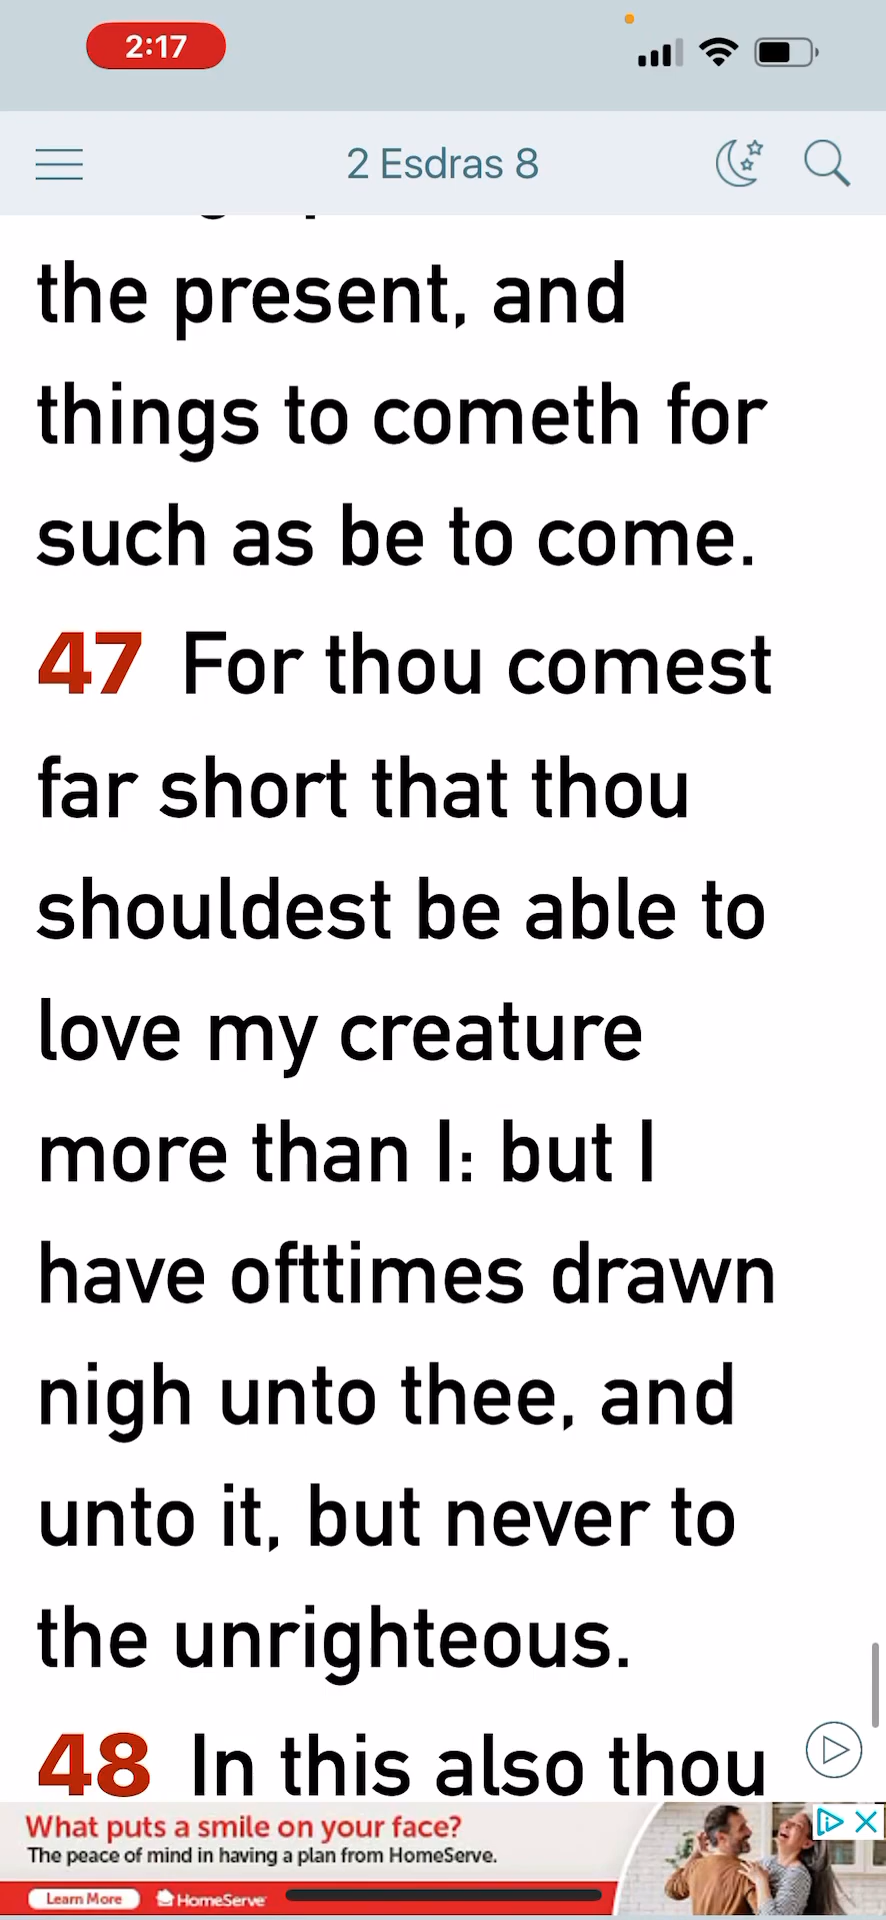 2:17
2 Esdras 8
the present, and
things to cometh for
such as be to come.
47 For thou comest
far short that thou
shouldest be able to
love my creature
more than I: but I
have ofttimes drawn
nigh unto thee, and
unto it, but never to
the unrighteous.
48 In this also thou
What puts a smile on your face?
The peace of mind in having a plan from HomeServe.
Learn More HomeServe